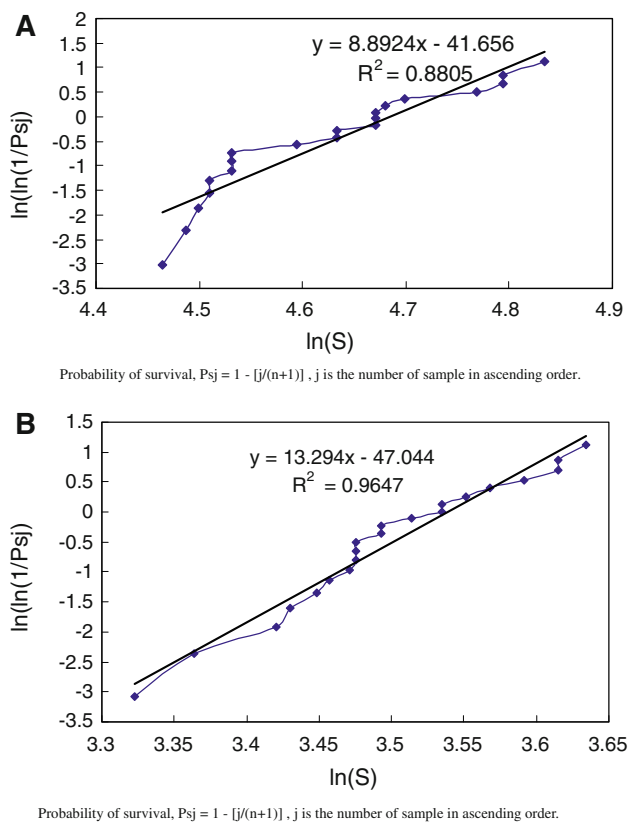 A
y = 8.8924x - 41.656
R2 = 0.8805
ln(ln(1/Psj)
2
1.5
1
0.5
0
-0.5
-1
-1.5
-2
-2.5
-3
-3.5
4.4 4.5 4.6 4.7 4.8 4.9
ln(S)
Probability of survival, Psj = 1 - [j/(n+1)] , j is the number of sample in ascending order.
B
y = 13.294x - 47.044
R2 = 0.9647
ln(ln(1/Psj)
1.5
1
0.5
0
-0.5
-1
-1.5
-2
-2.5
-3
-3.5
3.3 3.35 3.4 3.45 3.5 3.55 3.6 3.65
ln(S)
Probability of survival, Psj = 1 - [j/(n+1)] , j is the number of sample in ascending order.